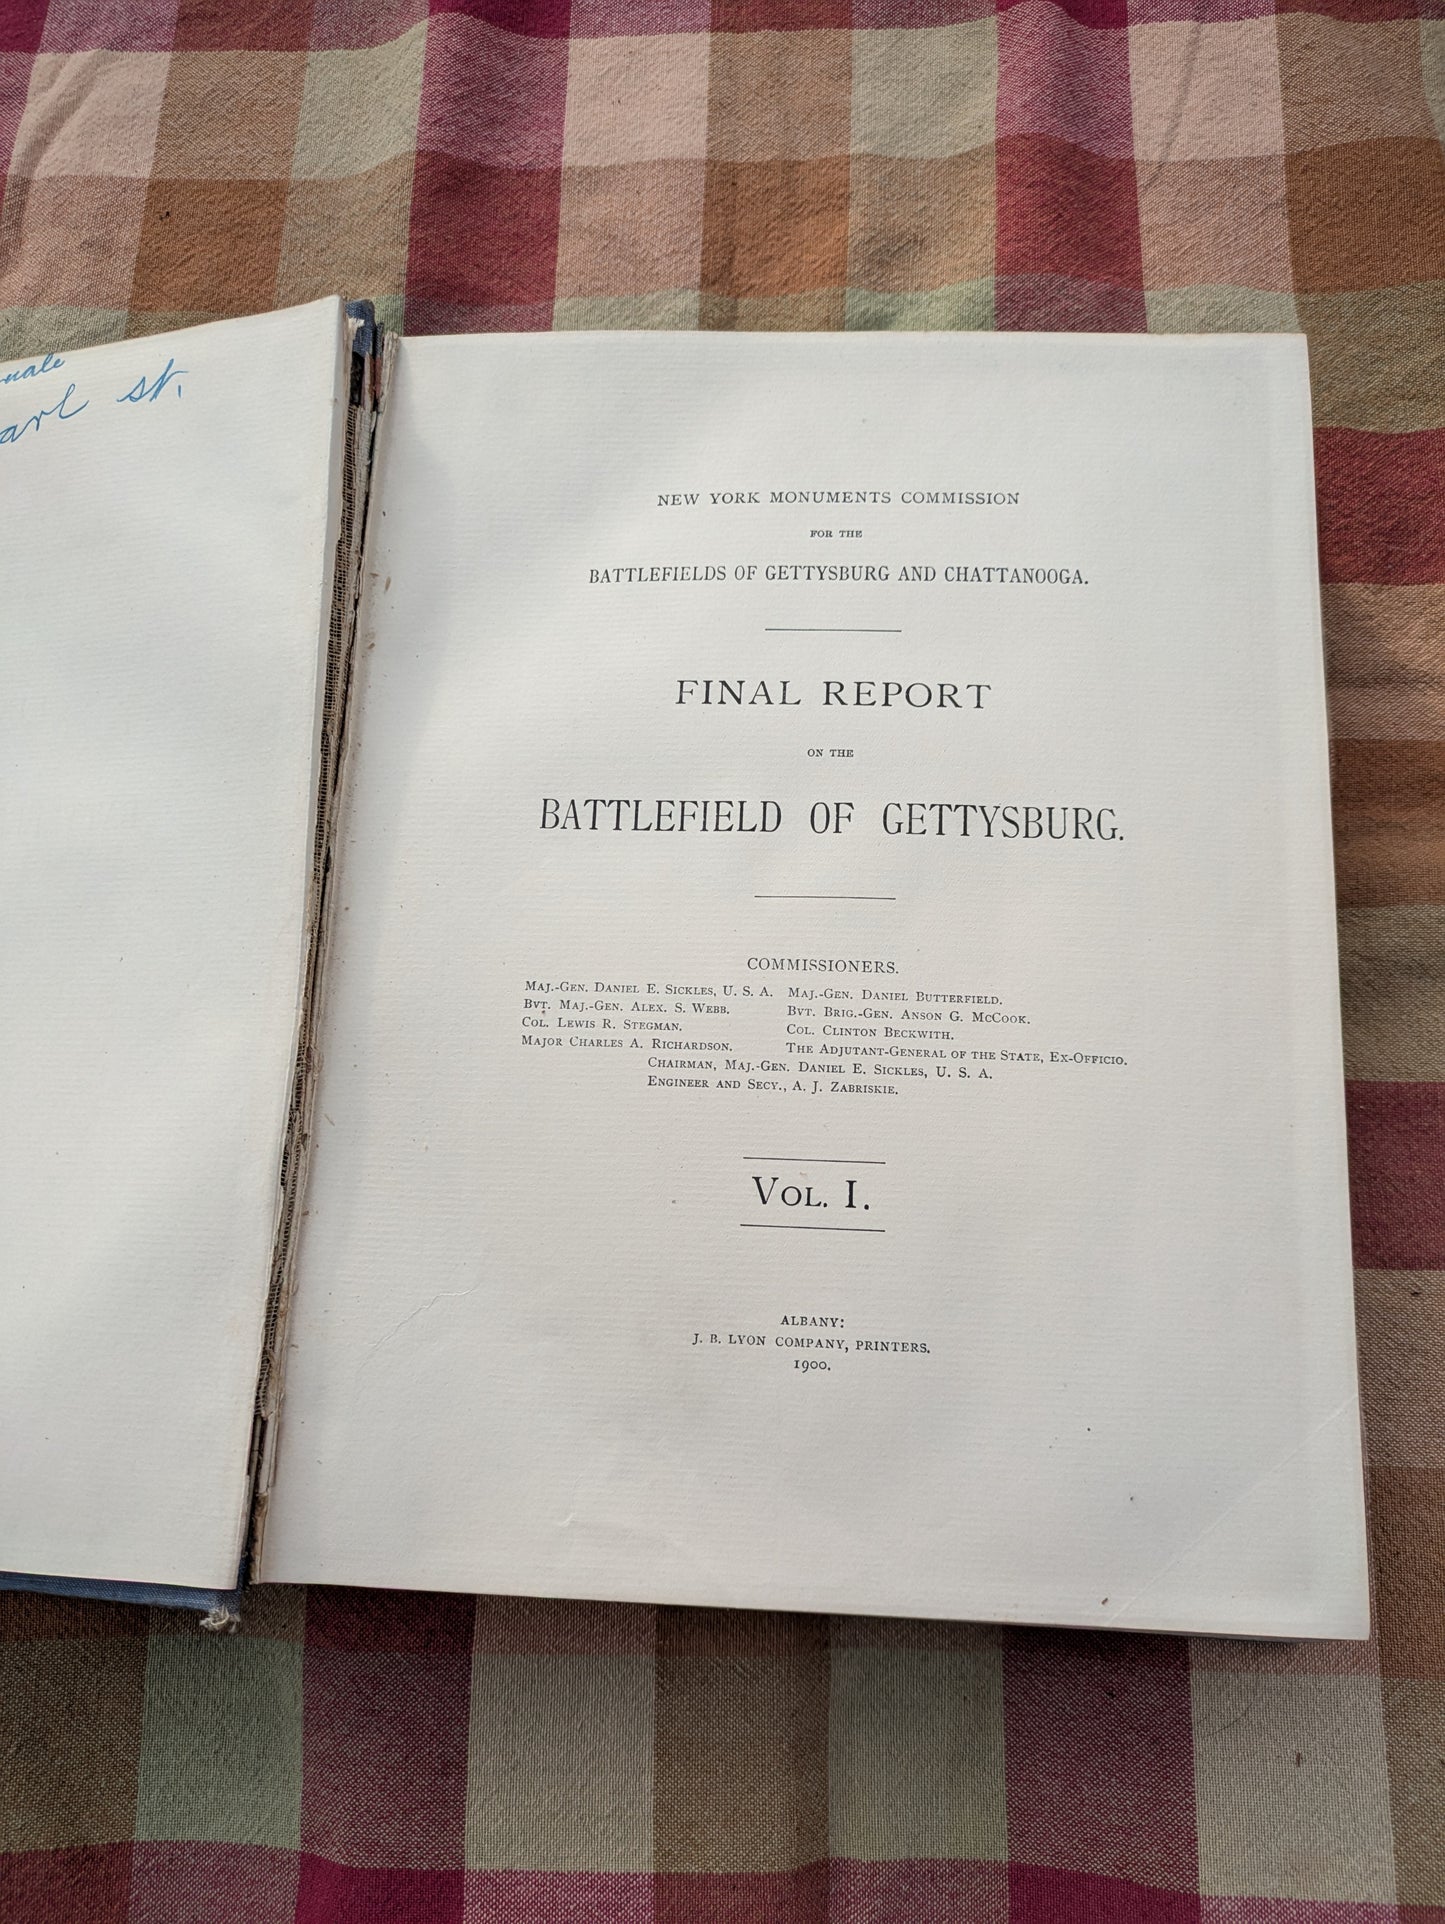 st.
NEW YORK MONUMENTS COMMISSION
FOR THE
BATTLEFIELDS OF GETTYSBURG AND CHATTANOOGA.
FINAL REPORT
ON THE
BATTLEFIELD OF GETTYSBURG.
COMMISSIONERS.
MAJ.-GEN. DANIEL E. SICKLES, U. S. A. MAJ.-GEN. DANIEL BUTTERFIELD.
BVT. MAJ.-GEN. ALEX. S. WEBB. BVT. BRIG.-GEN. ANSON G. MCCOOK.
COL. LEWIS R. STEGMAN. COL. CLINTON BECKWITH.
MAJOR CHARLES A. RICHARDSON. THE ADJUTANT-GENERAL OF THE STATE, EX-OFFICIO.
CHAIRMAN, MAJ.-GEN. DANIEL E. SICKLES, U. S. A.
ENGINEER AND SECY., A. J. ZABRISKIE.
VOL. I.
ALBANY:
J. B. LYON COMPANY, PRINTERS.
1900.